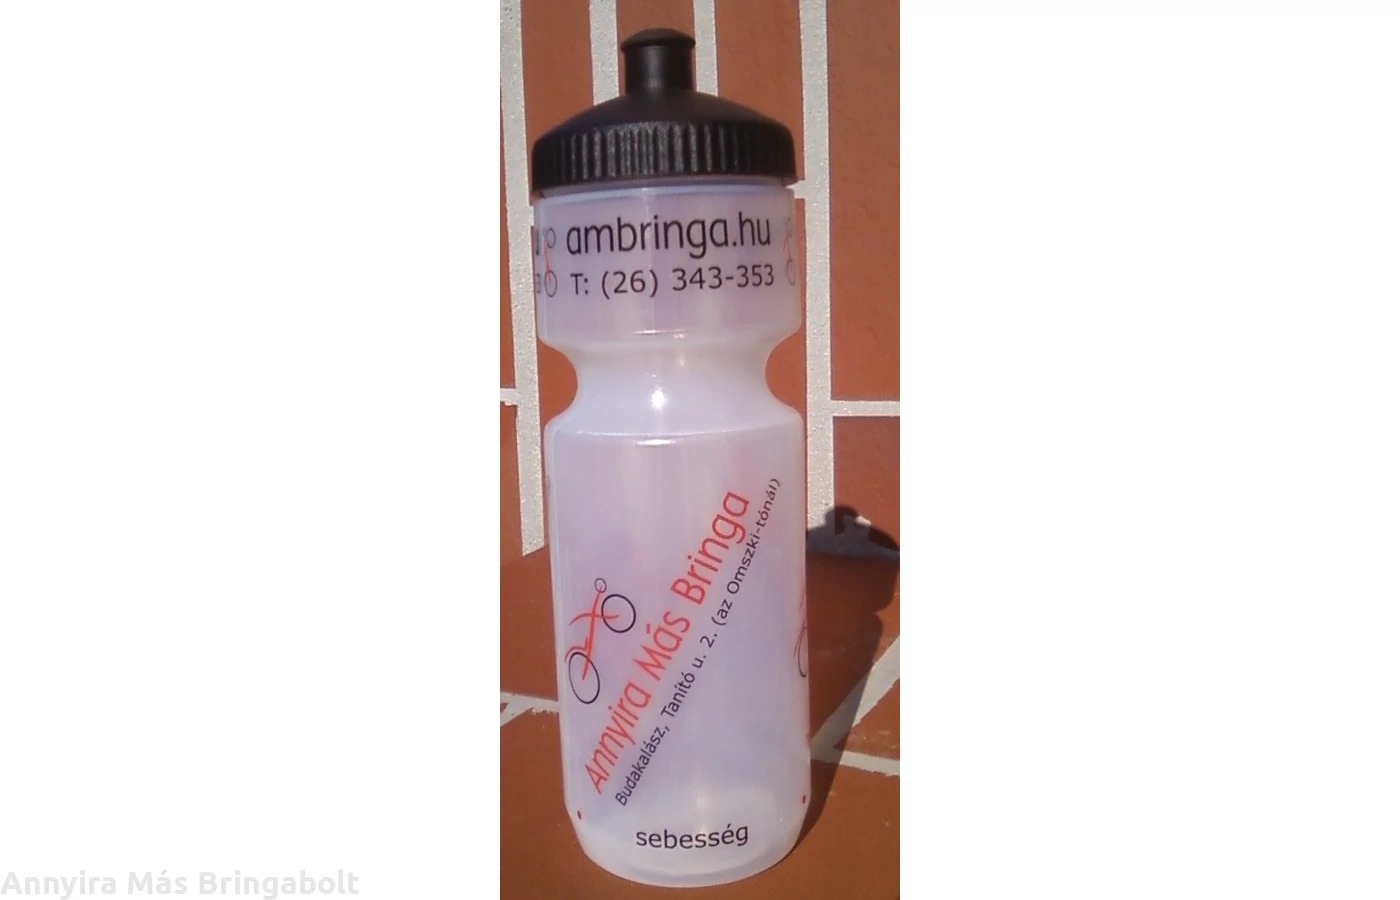 ambringa.hu
T: (26) 343-353
Annyira Más Bringa
Budakalász, Tanító u. 2. (az Omszki-tónál)
sebesség
Annyira Más Bringabolt